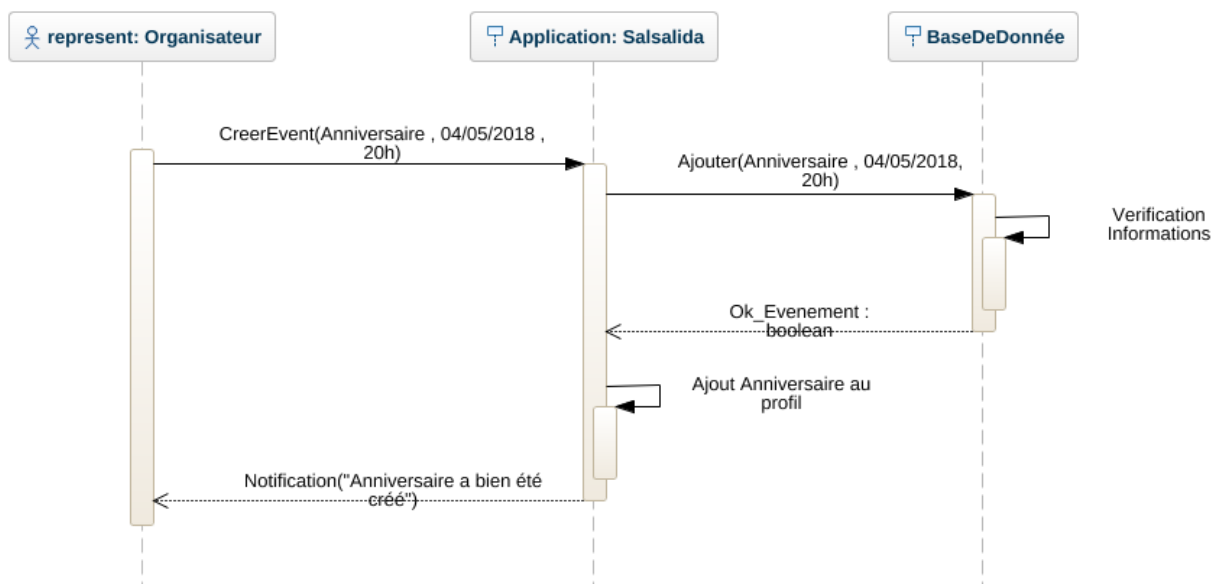 represent: Organisateur
Application: Salsalida
BaseDeDonnée
CreerEvent(Anniversaire , 04/05/2018 ,
20h)
Ajouter(Anniversaire , 04/05/2018,
20h)
Verification
Informations
Ok_Evenement :
boolean
Ajout Anniversaire au
profil
Notification("Anniversaire a bien été
créé")